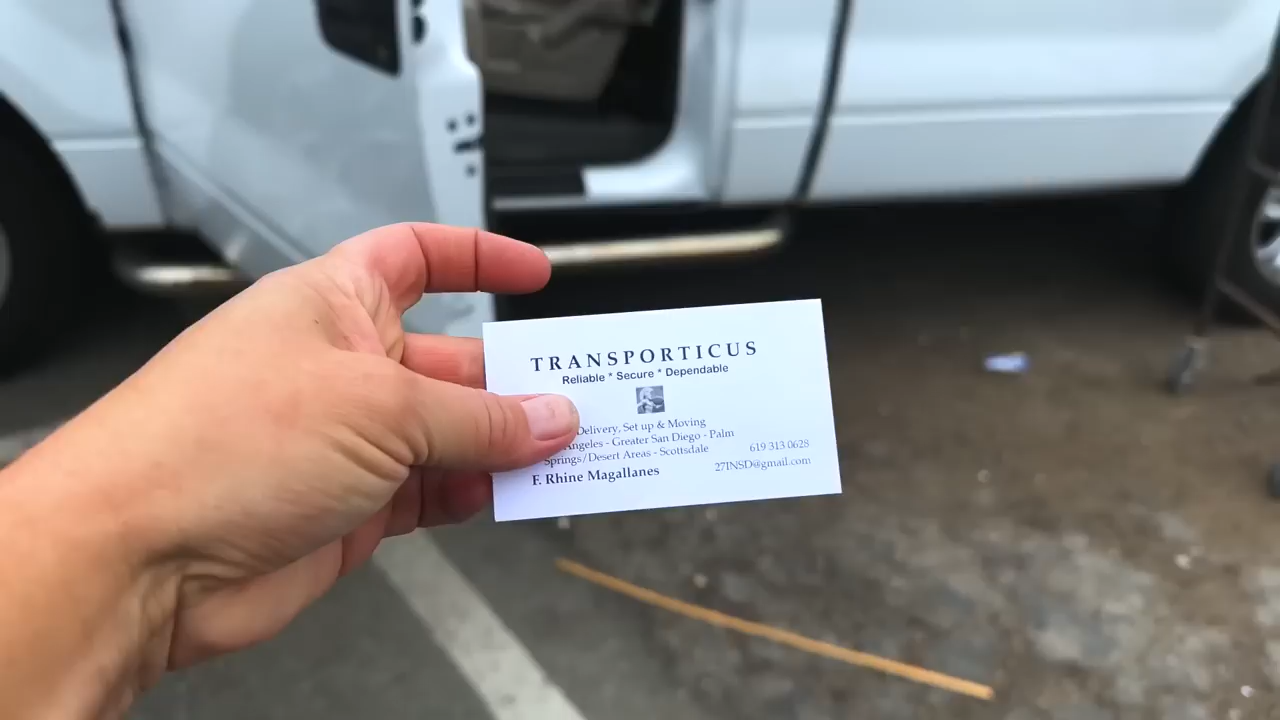 TRANSPORTICUS
Reliable * Secure * Dependable
Delivery, Set up & Moving
Angeles - Greater San Diego - Palm
Springs/Desert Areas - Scottsdale
619 313 0628
F. Rhine Magallanes
27INSD@gmail.com